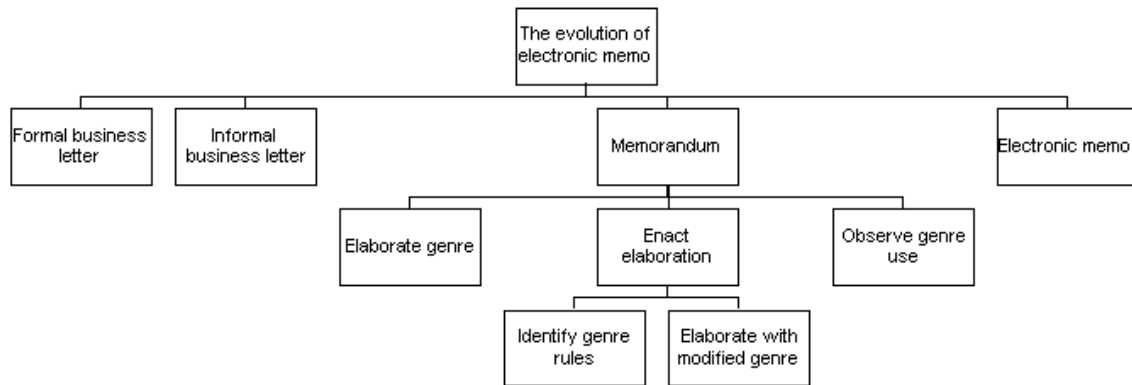 The evolution of
electronic memo
Formal business
letter
Informal
business letter
Memorandum
Electronic memo
Elaborate genre
Enact
elaboration
Observe genre
use
Identify genre
rules
Elaborate with
modified genre